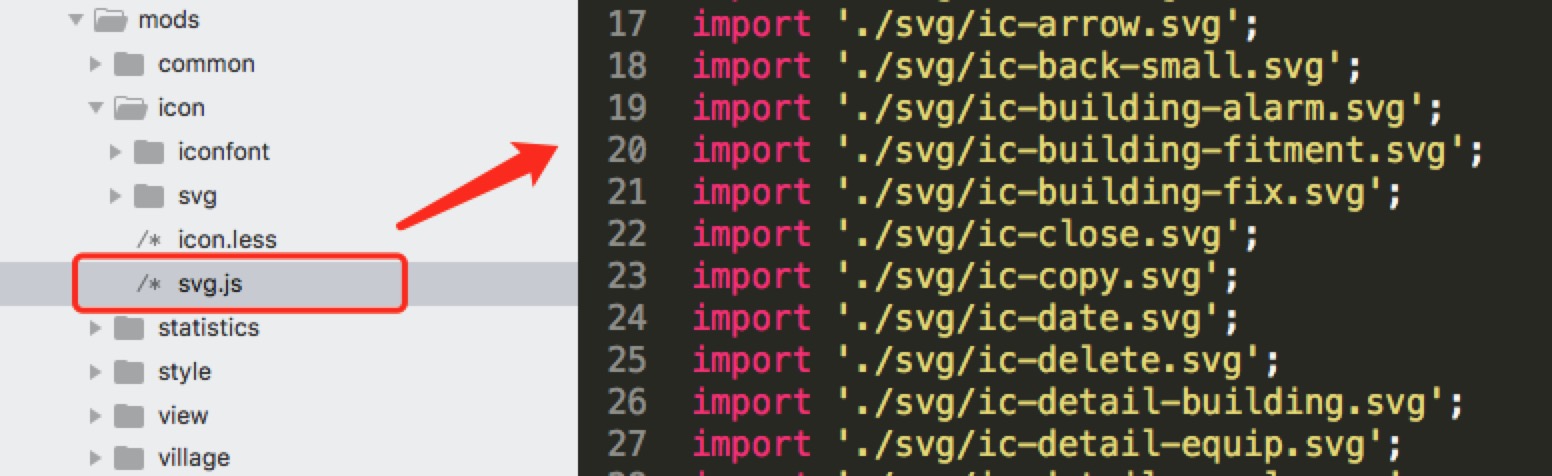 mods
common
icon
iconfont
svg
/* icon.less
/* svg.js
statistics
style
view
village
17 import './svg/ic-arrow.svg';
18 import './svg/ic-back-small.svg';
19 import './svg/ic-building-alarm.svg';
20 import './svg/ic-building-fitment.svg';
21 import './svg/ic-building-fix.svg';
22 import './svg/ic-close.svg';
23 import './svg/ic-copy.svg';
24 import './svg/ic-date.svg';
25 import './svg/ic-delete.svg';
26 import './svg/ic-detail-building.svg';
27 import './svg/ic-detail-equip.svg';